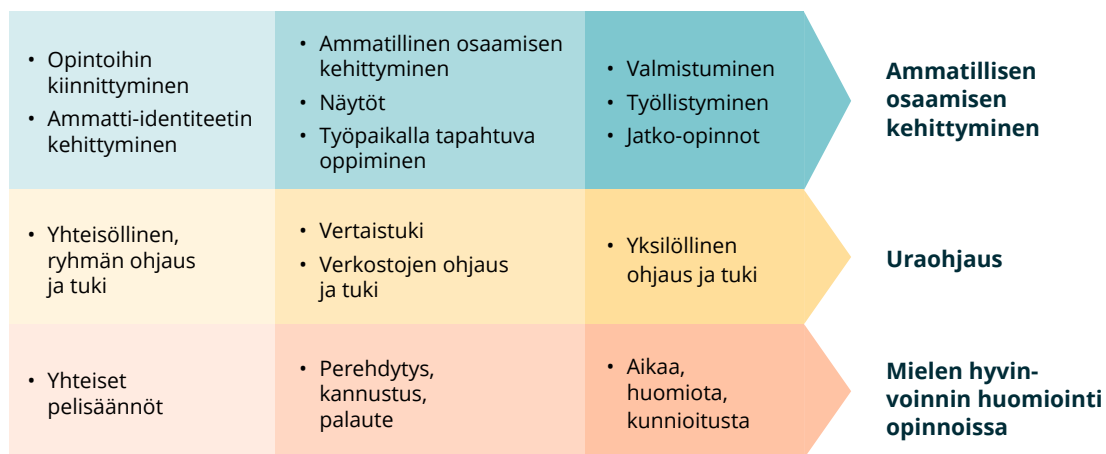 • Opintoihin
kiinnittyminen
• Ammatti-identiteetin
kehittyminen
• Ammatillinen osaamisen
kehittyminen
• Näytöt
• Työpaikalla tapahtuva
oppiminen
• Valmistuminen
• Työllistyminen
• Jatko-opinnot
Ammatillisen
osaamisen
kehittyminen
• Yhteisöllinen,
ryhmän ohjaus
ja tuki
• Vertaistuki
• Verkostojen ohjaus
ja tuki
• Yksilöllinen
ohjaus ja tuki
Uraohjaus
• Yhteiset
pelisäännöt
• Perehdytys,
kannustus,
palaute
• Aikaa,
huomiota,
kunnioitusta
Mielen hyvin-
voinnin huomiointi
opinnoissa